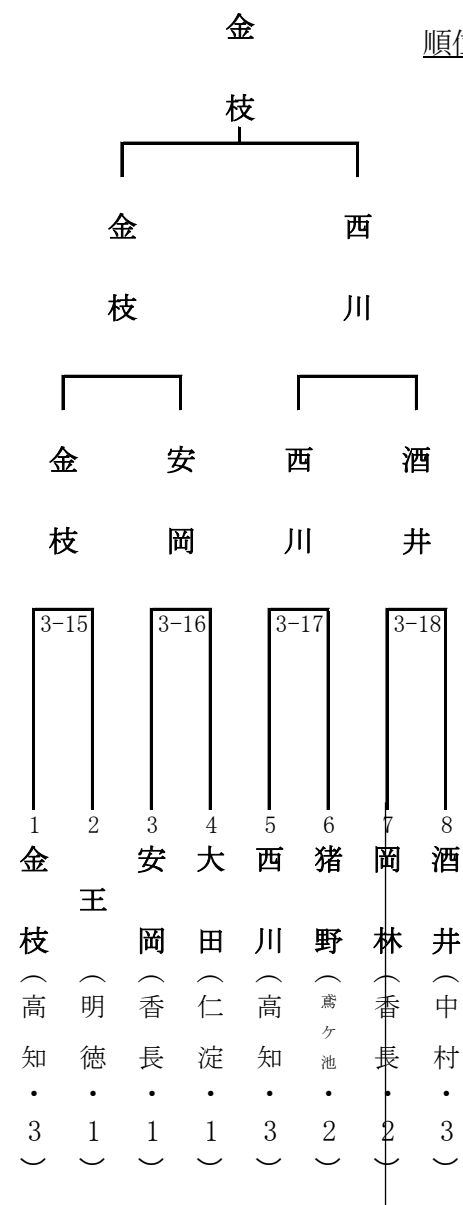 順位
金枝
金枝 西川
金枝 安岡 西川 酒井
3-15 3-16 3-17 3-18
1 2 3 4 5 6 7 8
金枝（高知・3）
王（明徳・1）
安岡（香長・1）
大田（仁淀・1）
西川（高知・3）
猪野（鳶ケ池・2）
岡林（香長・2）
酒井（中村・3）